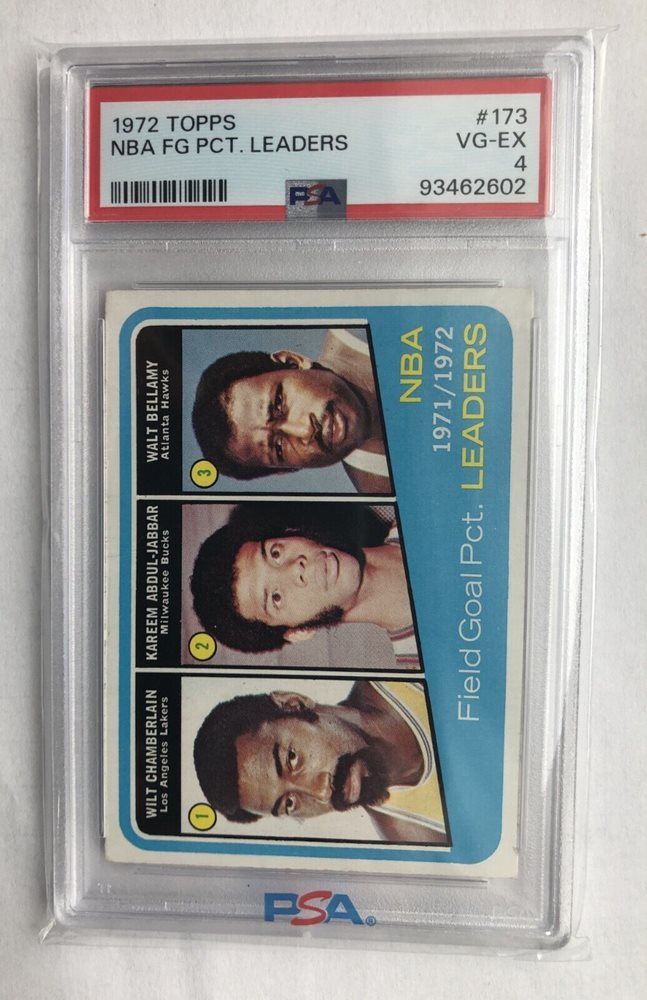 1972 TOPPS
#173
NBA FG PCT. LEADERS
VG-EX
4
PSA
93462602
NBA
1971/1972
Field Goal Pct. LEADERS
WILT CHAMBERLAIN
Los Angeles Lakers
1
KAREEM ABDUL-JABBAR
Milwaukee Bucks
2
WALT BELLAMY
Atlanta Hawks
3
PSA®